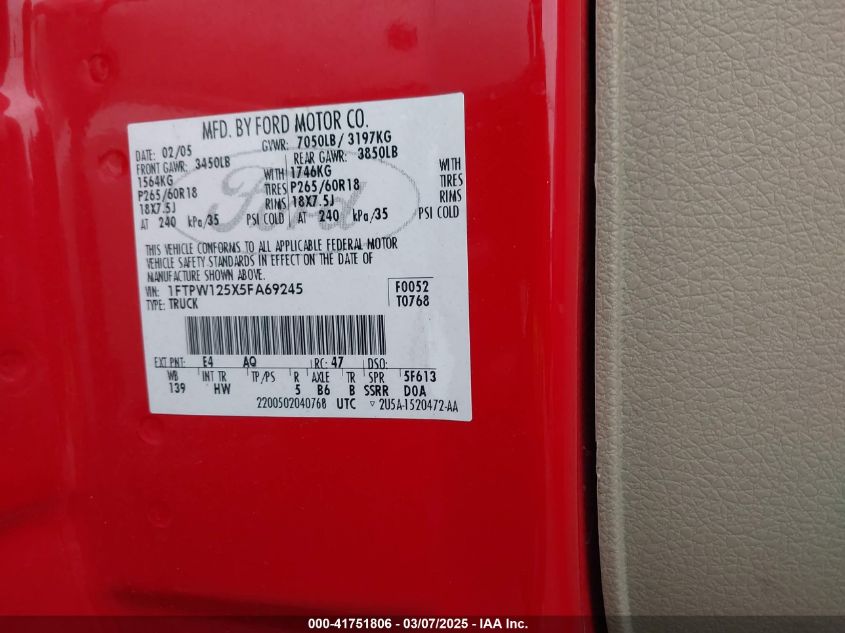 MFD. BY FORD MOTOR CO.
DATE: 02/05 GVWR: 7050LB / 3197KG
FRONT GAWR: 3450LB REAR GAWR: 3850LB
1564KG WITH 1746KG WITH
P265/60R18 TIRES P265/60R18 TIRES
18X7.5J RIMS 18X7.5J RIMS
AT 240 kPa/35 PSI COLD AT 240 kPa/35 PSI COLD
Ford
THIS VEHICLE CONFORMS TO ALL APPLICABLE FEDERAL MOTOR
VEHICLE SAFETY STANDARDS IN EFFECT ON THE DATE OF
MANUFACTURE SHOWN ABOVE.
VIN: 1FTPW125X5FA69245 F0052
TYPE: TRUCK T0768
EXT PNT: E4 AQ RC: 47 DSO:
WB INT TR TP/PS R AXLE TR SPR 5F613
139 HW 5 B6 B SSRR DOA
2200502040768 UTC ▽ 2U5A-1520472-AA
000-41751806 — 03/07/2025 — IAA Inc.